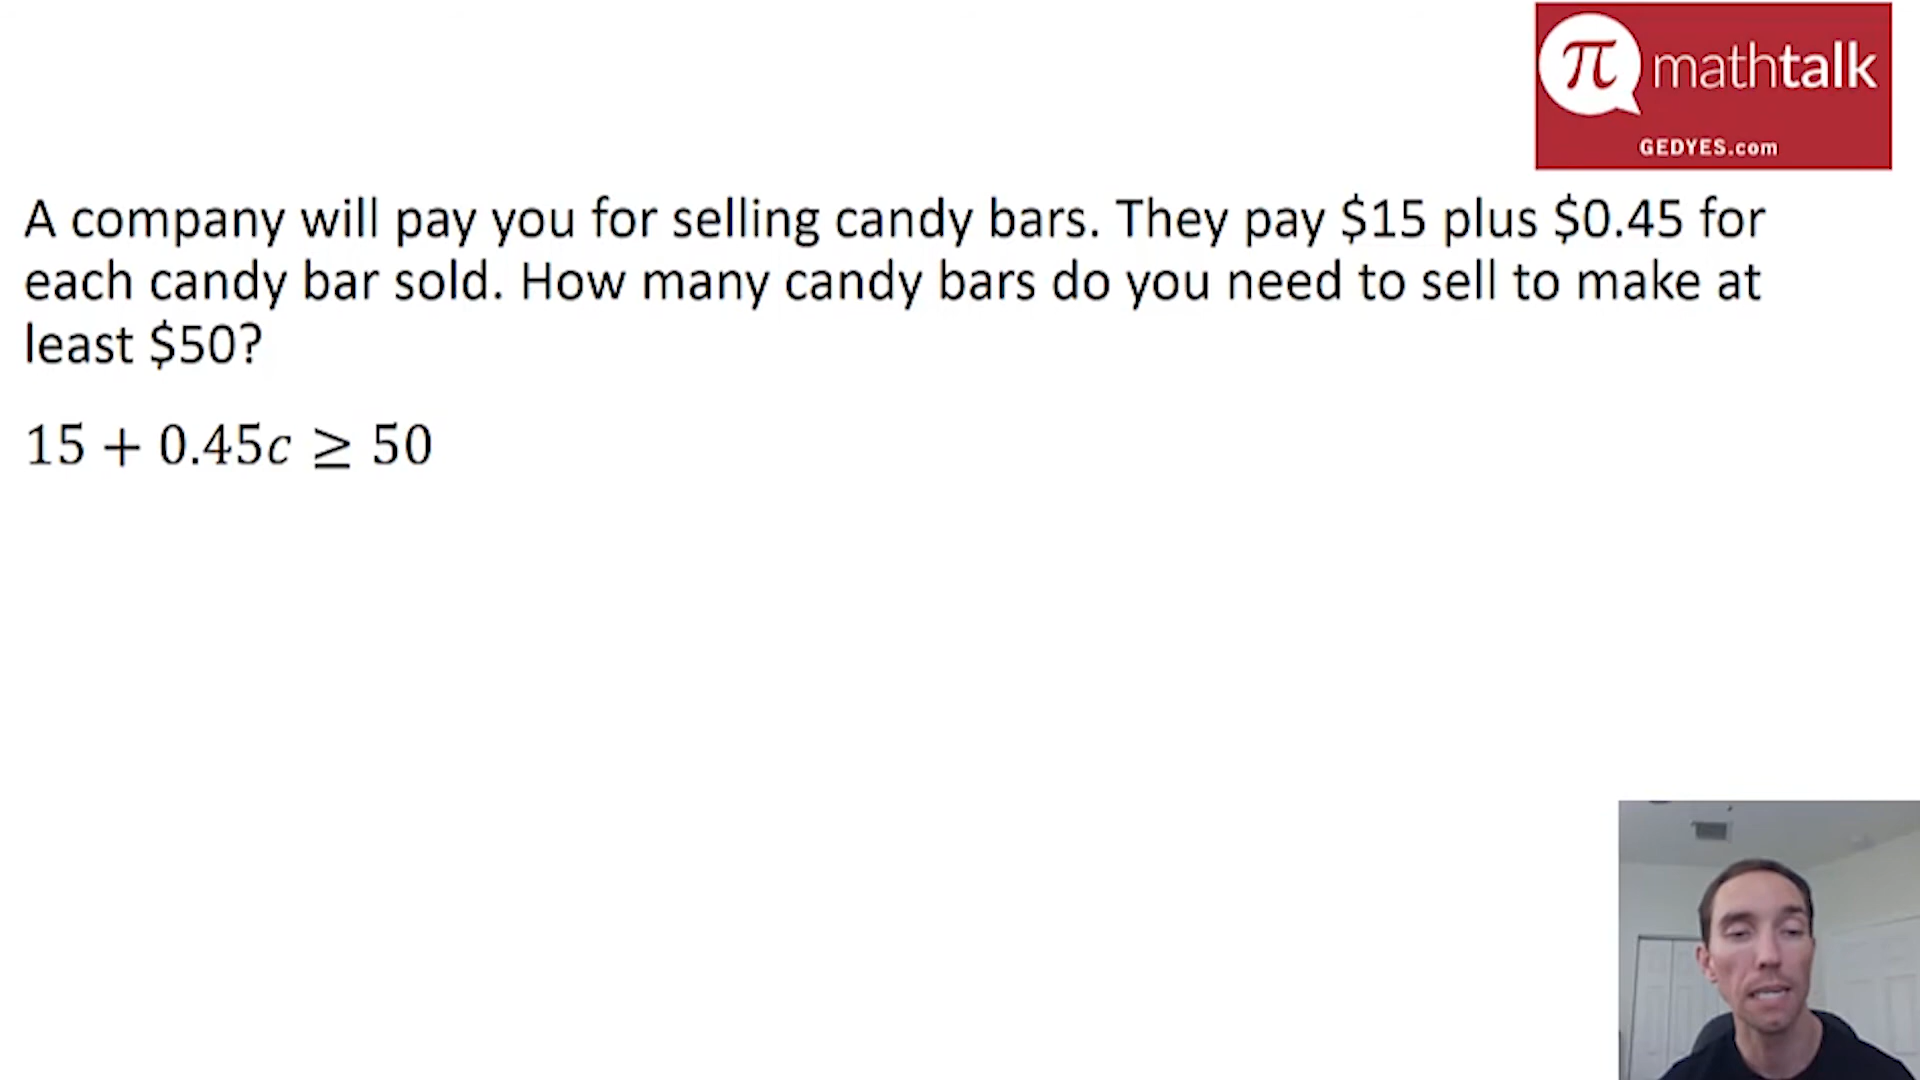 π mathtalk
GEDYES.com
A company will pay you for selling candy bars. They pay $15 plus $0.45 for
each candy bar sold. How many candy bars do you need to sell to make at
least $50?
15 + 0.45c ≥ 50